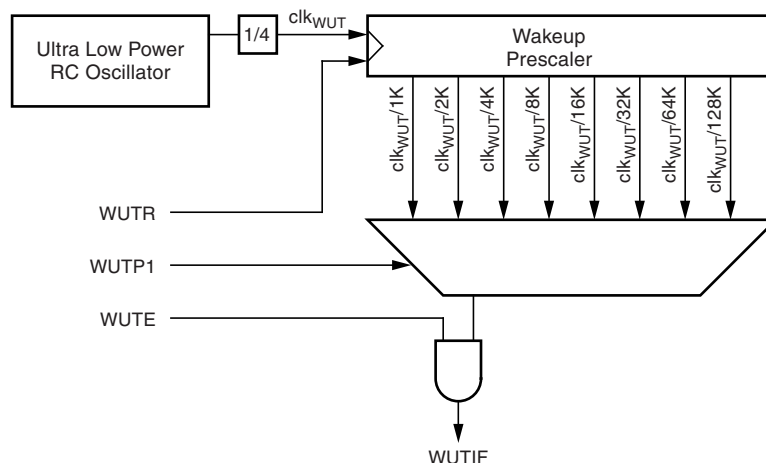 Ultra Low Power
RC Oscillator
1/4
clkWUT
Wakeup
Prescaler
clkWUT/1K
clkWUT/2K
clkWUT/4K
clkWUT/8K
clkWUT/16K
clkWUT/32K
clkWUT/64K
clkWUT/128K
WUTR
WUTP1
WUTE
WUTIF